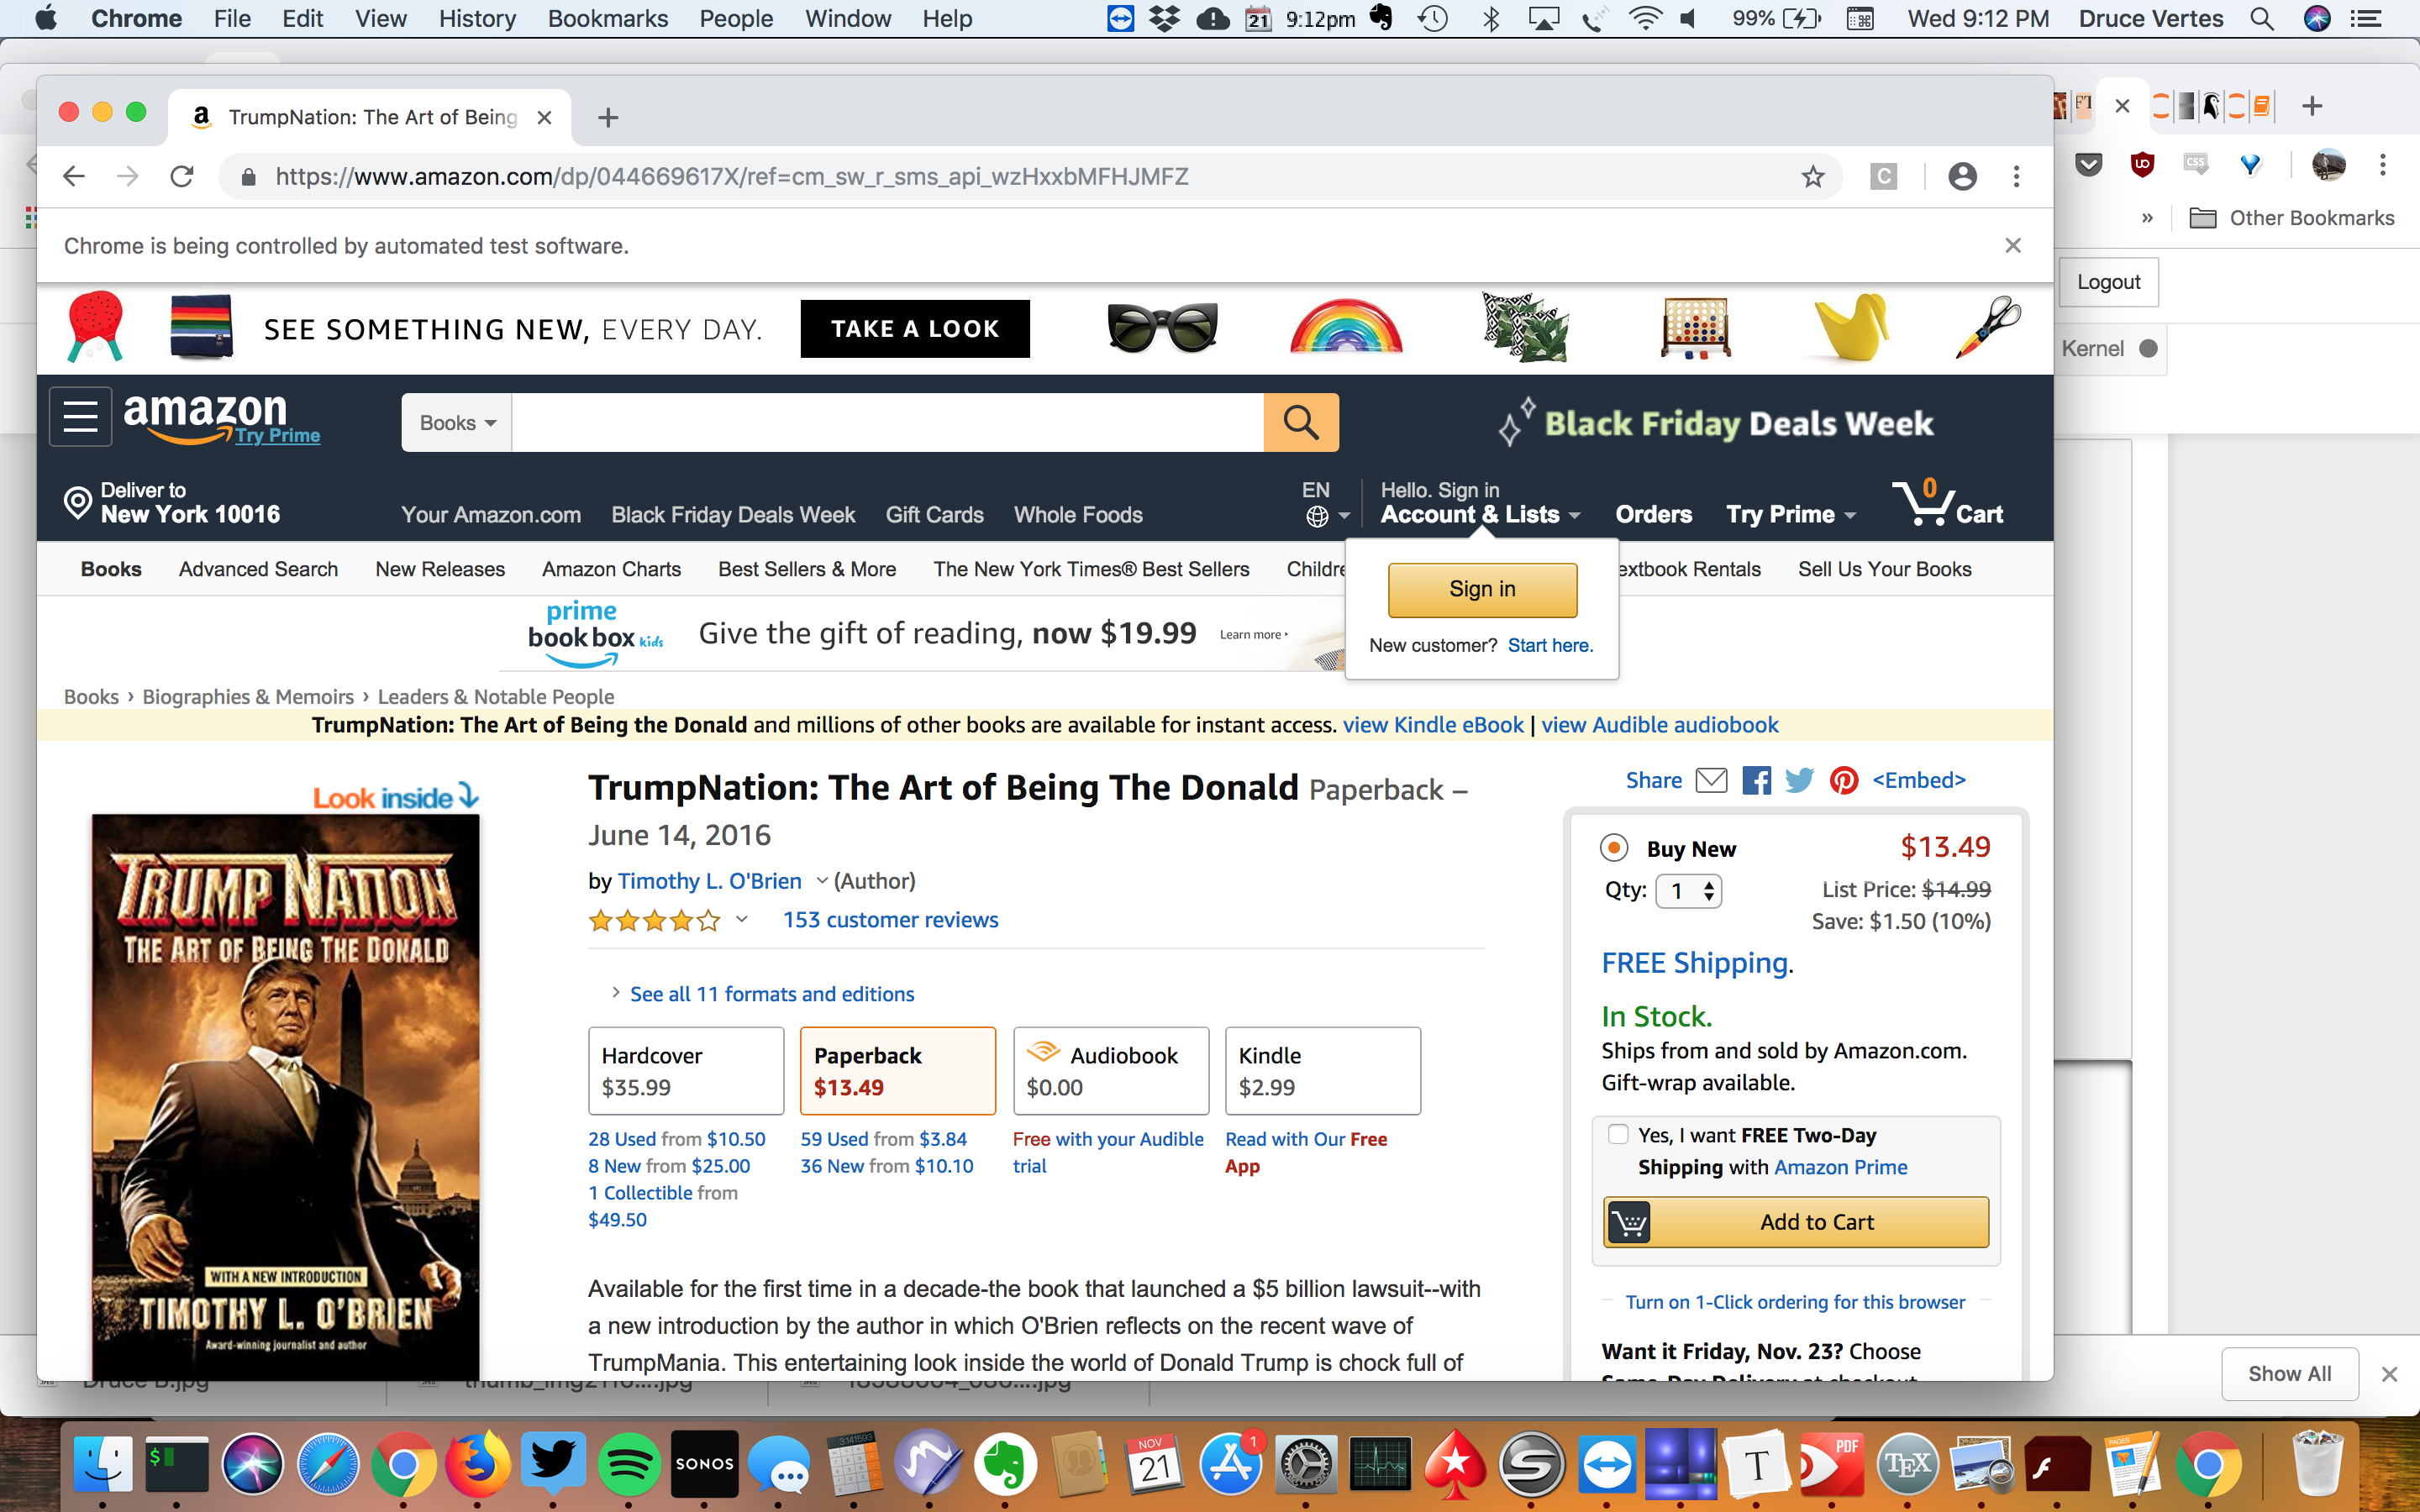 Chrome File Edit View History Bookmarks People Window Help 21 9:12pm 99% Wed 9:12 PM Druce Vertes
a TrumpNation: The Art of Being
FT
https://www.amazon.com/dp/044669617X/ref=cm_sw_r_sms_api_wzHxxbMFHJMFZ C
CSS
Other Bookmarks
Chrome is being controlled by automated test software.
Logout
SEE SOMETHING NEW, EVERY DAY. TAKE A LOOK
Kernel
amazon
Try Prime
Books
Black Friday Deals Week
Deliver to
New York 10016
Your Amazon.com Black Friday Deals Week Gift Cards Whole Foods
EN
Hello. Sign in
Account & Lists Orders Try Prime 0 Cart
Books Advanced Search New Releases Amazon Charts Best Sellers & More The New York Times® Best Sellers Childre extbook Rentals Sell Us Your Books
Sign in
New customer? Start here.
prime
book box kids
Give the gift of reading, now $19.99 Learn more
Books › Biographies & Memoirs › Leaders & Notable People
TrumpNation: The Art of Being the Donald and millions of other books are available for instant access. view Kindle eBook | view Audible audiobook
Look inside
TRUMP NATION
THE ART OF BEING THE DONALD
WITH A NEW INTRODUCTION
TIMOTHY L. O'BRIEN
Award-winning journalist and author
TrumpNation: The Art of Being The Donald Paperback –
June 14, 2016
by Timothy L. O'Brien (Author)
153 customer reviews
See all 11 formats and editions
Hardcover
$35.99
28 Used from $10.50
8 New from $25.00
1 Collectible from
$49.50
Paperback
$13.49
59 Used from $3.84
36 New from $10.10
Audiobook
$0.00
Free with your Audible
trial
Kindle
$2.99
Read with Our Free
App
Available for the first time in a decade-the book that launched a $5 billion lawsuit--with
a new introduction by the author in which O'Brien reflects on the recent wave of
TrumpMania. This entertaining look inside the world of Donald Trump is chock full of
Share <Embed>
Buy New $13.49
Qty: 1 List Price: $14.99
Save: $1.50 (10%)
FREE Shipping.
In Stock.
Ships from and sold by Amazon.com.
Gift-wrap available.
Yes, I want FREE Two-Day
Shipping with Amazon Prime
Add to Cart
Turn on 1-Click ordering for this browser
Want it Friday, Nov. 23? Choose
Same-Day Delivery at checkout
Show All
$ SONOS 3.141593 NOV 21 1 S T PDF TEX PAGES